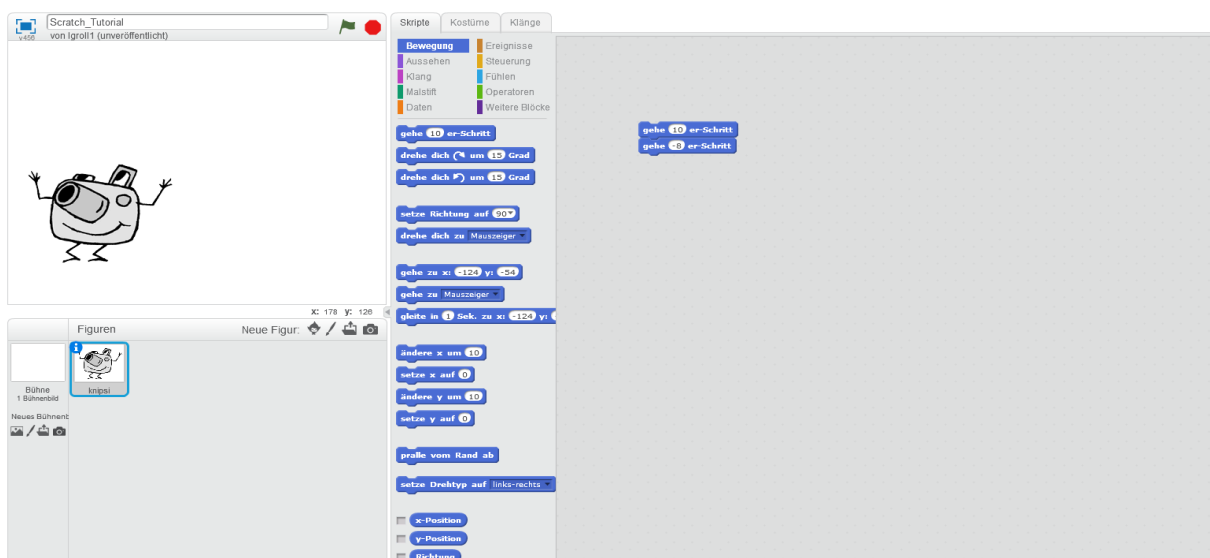 Scratch_Tutorial
v456
von lgroll1 (unveröffentlicht)
x: 178 y: 126
Figuren
Neue Figur:
Bühne
1 Bühnenbild
knipsi
Neues Bühnenb
Skripte
Kostüme
Klänge
Bewegung
Ereignisse
Aussehen
Steuerung
Klang
Fühlen
Malstift
Operatoren
Daten
Weitere Blöcke
gehe 10 er-Schritt
drehe dich um 15 Grad
drehe dich um 15 Grad
setze Richtung auf 90
drehe dich zu Mauszeiger
gehe zu x: -124 y: -54
gehe zu Mauszeiger
gleite in 1 Sek. zu x: -124 y:
ändere x um 10
setze x auf 0
ändere y um 10
setze y auf 0
pralle vom Rand ab
setze Drehtyp auf links-rechts
x-Position
y-Position
Richtung
gehe 10 er-Schritt
gehe -8 er-Schritt